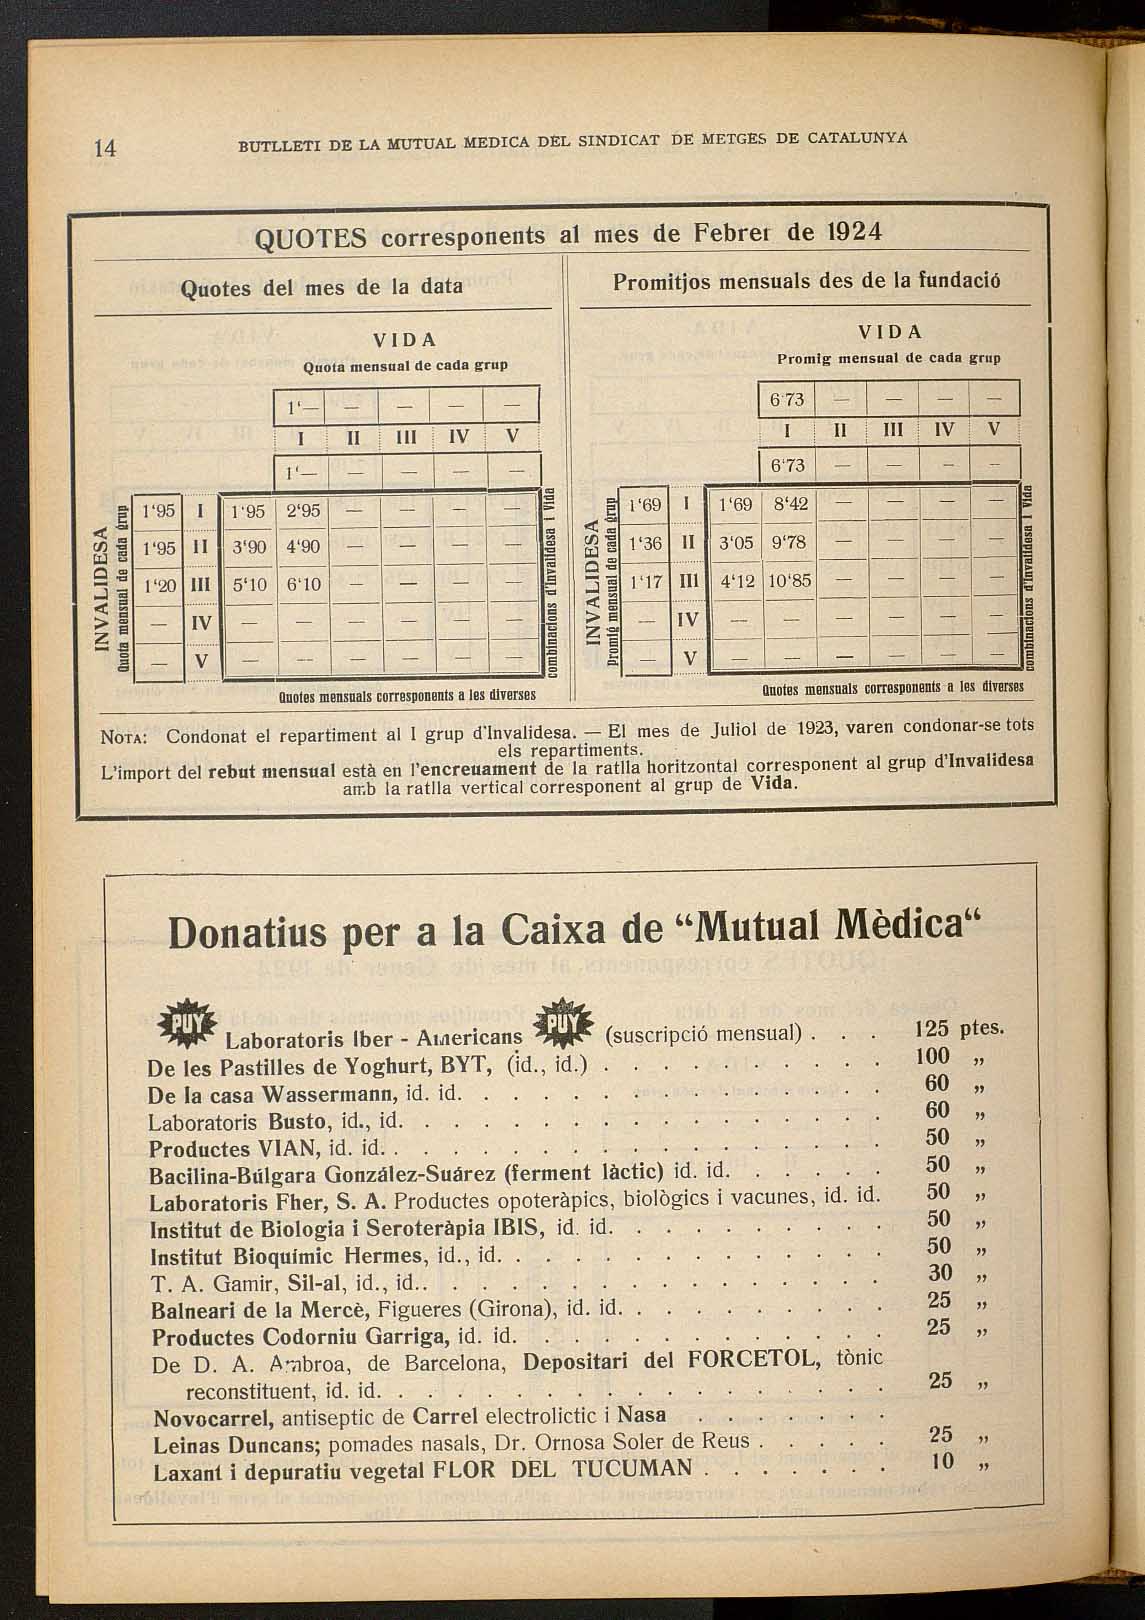 14
BUTLLETI DE LA MUTUAL MEDICA DEL SINDICAT DE METGES DE CATALUNYA
QUOTES corresponents al mes de Febrer de 1924
Quotes del mes de la data
VIDA
Quota mensual de cada grup
1‘— — — — —
I II III IV V
1‘— — — — —
INVALIDESA
Quota mensual de cada grup
1‘95 I 1‘95 2‘95 — — — —
1‘95 II 3‘90 4‘90 — — — —
1‘20 III 5‘10 6‘10 — — — —
— IV — — — — — —
— V — — — — — —
combinacions d'Invalidesa i Vida
Quotes mensuals corresponents a les diverses
Promitjos mensuals des de la fundació
VIDA
Promig mensual de cada grup
6‘73 — — — —
I II III IV V
6‘73 — — — —
INVALIDESA
Promig mensual de cada grup
1‘69 I 1‘69 8‘42 — — — —
1‘36 II 3‘05 9‘78 — — — —
1‘17 III 4‘12 10‘85 — — — —
— IV — — — — — —
— V — — — — — —
combinacions d'Invalidesa i Vida
Quotes mensuals corresponents a les diverses
NOTA: Condonat el repartiment al I grup d'Invalidesa. — El mes de Juliol de 1923, varen condonar-se tots
els repartiments.
L'import del rebut mensual està en l'encreuament de la ratlla horitzontal corresponent al grup d'Invalidesa
amb la ratlla vertical corresponent al grup de Vida.
Donatius per a la Caixa de “Mutual Mèdica“
PUY Laboratoris Iber - Americans PUY (suscripció mensual) . . . 125 ptes.
De les Pastilles de Yoghurt, BYT, (id., id.) . . . . . . . . . . 100 „
De la casa Wassermann, id. id. . . . . . . . . . . . . . . . 60 „
Laboratoris Busto, id., id. . . . . . . . . . . . . . . . . . 60 „
Productes VIAN, id. id. . . . . . . . . . . . . . . . . . . 50 „
Bacilina-Búlgara González-Suárez (ferment làctic) id. id. . . . . . 50 „
Laboratoris Fher, S. A. Productes opoteràpics, biològics i vacunes, id. id. 50 „
Institut de Biologia i Seroteràpia IBIS, id. id. . . . . . . . . . 50 „
Institut Bioquímic Hermes, id., id. . . . . . . . . . . . . . 50 „
T. A. Gamir, Sil-al, id., id. . . . . . . . . . . . . . . . . 30 „
Balneari de la Mercè, Figueres (Girona), id. id. . . . . . . . . . 25 „
Productes Codorniu Garriga, id. id. . . . . . . . . . . . . . 25 „
De D. A. Ambroa, de Barcelona, Depositari del FORCETOL, tònic
reconstituent, id. id. . . . . . . . . . . . . . . . . . . 25 „
Novocarrel, antiseptic de Carrel electrolictic i Nasa . . . . . . .
Leinas Duncans; pomades nasals, Dr. Ornosa Soler de Reus . . . . . 25 „
Laxant i depuratiu vegetal FLOR DEL TUCUMAN . . . . . . . 10 „